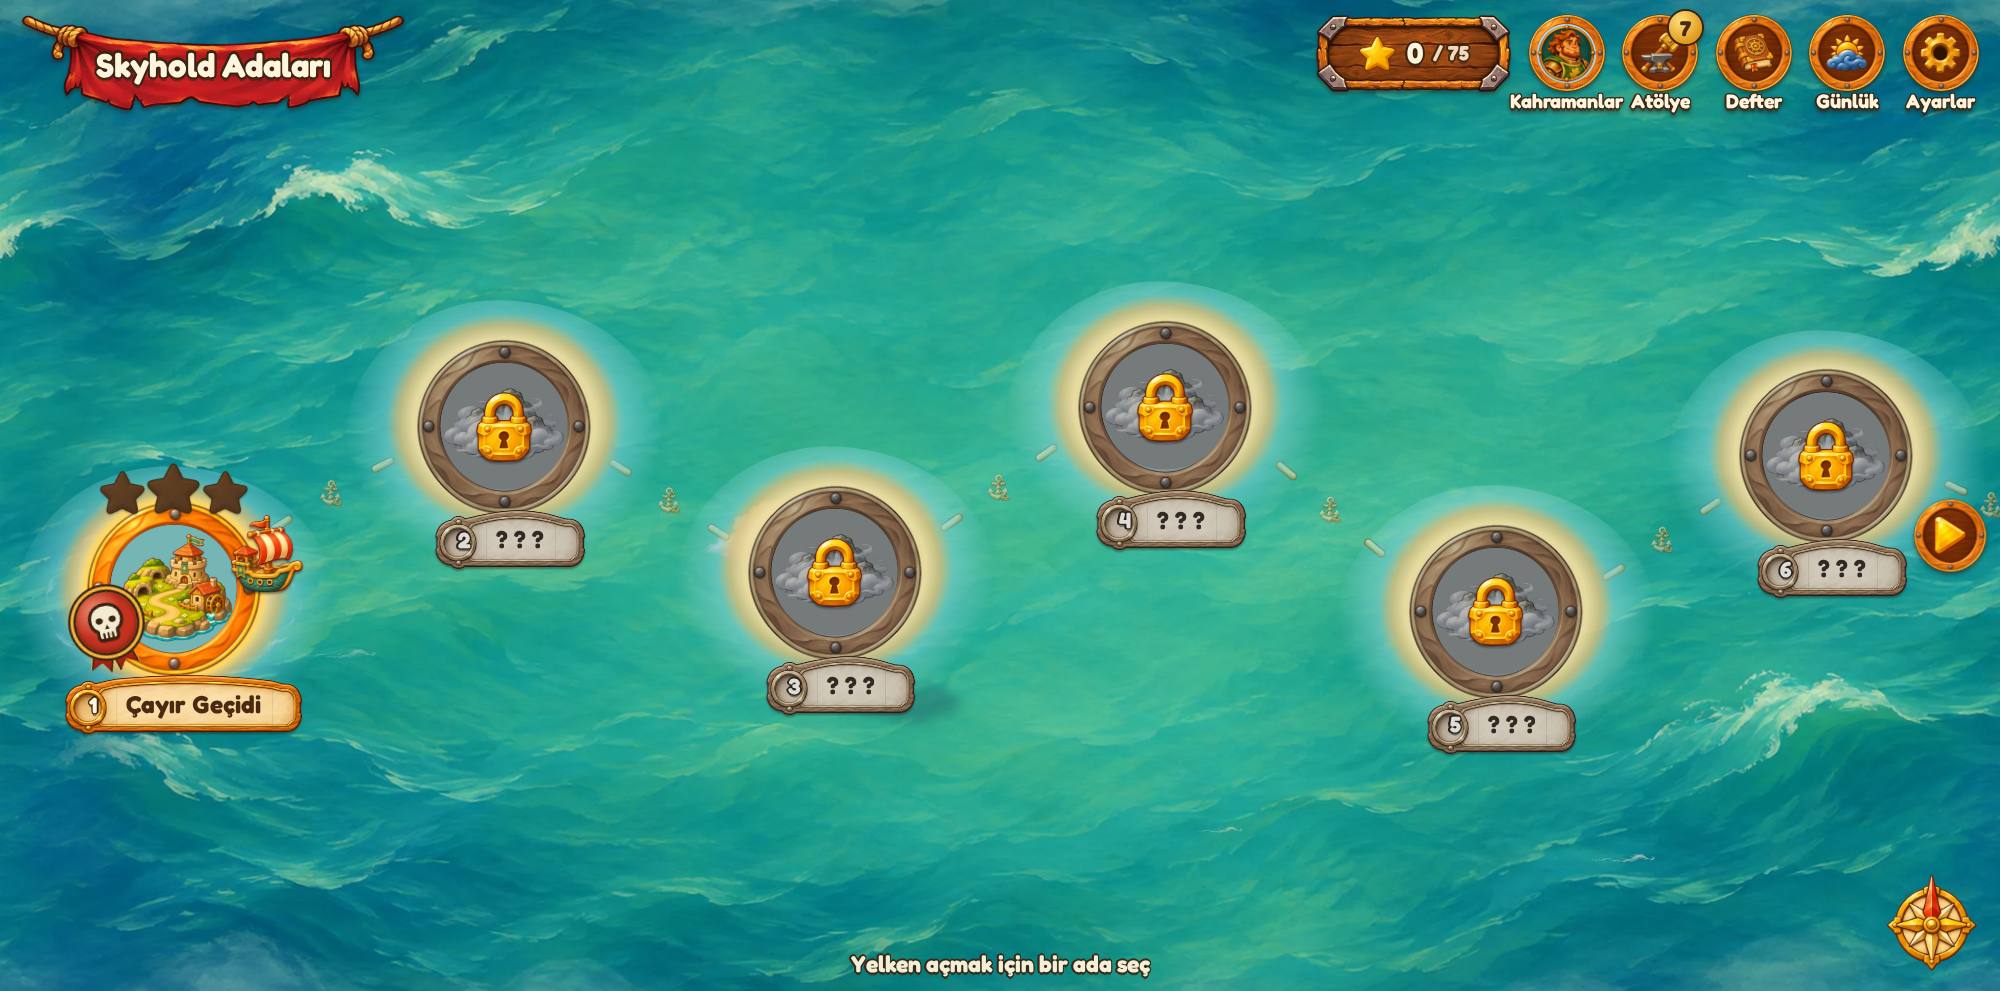 Skyhold Adaları
0 / 75
7
Kahramanlar
Atölye
Defter
Günlük
Ayarlar
4 ???
2 ???
6 ???
3 ???
1 Çayır Geçidi
5 ???
Yelken açmak için bir ada seç